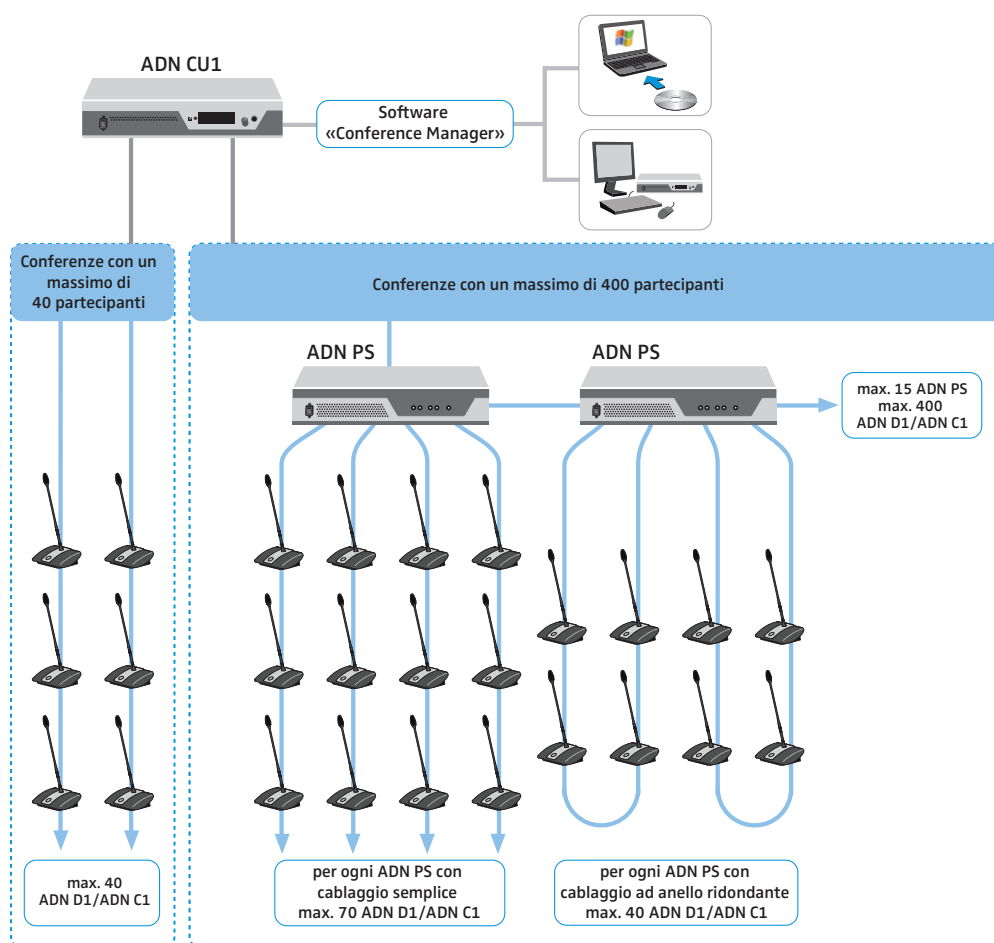 ADN CU1
Software
«Conference Manager»
Conferenze con un
massimo di
40 partecipanti
Conferenze con un massimo di 400 partecipanti
ADN PS
ADN PS
max. 15 ADN PS
max. 400
ADN D1/ADN C1
max. 40
ADN D1/ADN C1
per ogni ADN PS con
cablaggio semplice
max. 70 ADN D1/ADN C1
per ogni ADN PS con
cablaggio ad anello ridondante
max. 40 ADN D1/ADN C1